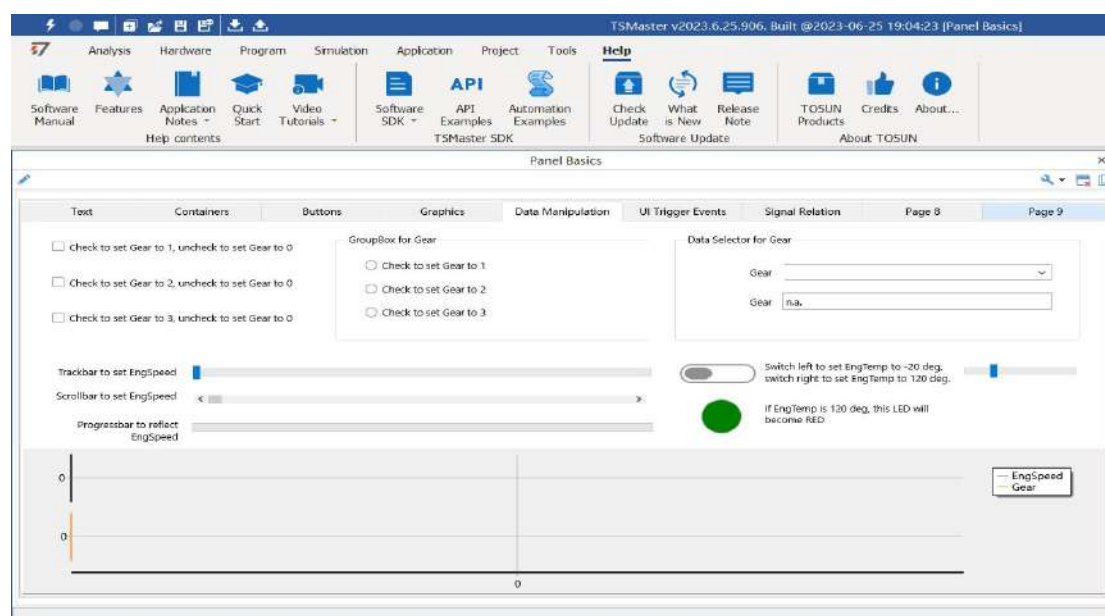 TSMaster v2023.6.25.906. Built @2023-06-25 19:04:23 [Panel Basics]
Analysis Hardware Program Simulation Application Project Tools Help
Software Manual
Features
Application Notes
Quick Start
Video Tutorials
Software SDK
API
API Examples
Automation Examples
Check Update
What is New
Release Note
TOSUN Products
Credits
About...
Help contents
TSMaster SDK
Software Update
About TOSUN
Panel Basics
Text Containers Buttons Graphics Data Manipulation UI Trigger Events Signal Relation Page 8 Page 9
Check to set Gear to 1, uncheck to set Gear to 0
Check to set Gear to 2, uncheck to set Gear to 0
Check to set Gear to 3, uncheck to set Gear to 0
GroupBox for Gear
Check to set Gear to 1
Check to set Gear to 2
Check to set Gear to 3
Data Selector for Gear
Gear
Gear n.a.
Trackbar to set EngSpeed
Scrollbar to set EngSpeed
Progressbar to reflect
EngSpeed
Switch left to set EngTemp to -20 deg,
switch right to set EngTemp to 120 deg.
If EngTemp is 120 deg, this LED will
become RED
0
0
0
EngSpeed
Gear